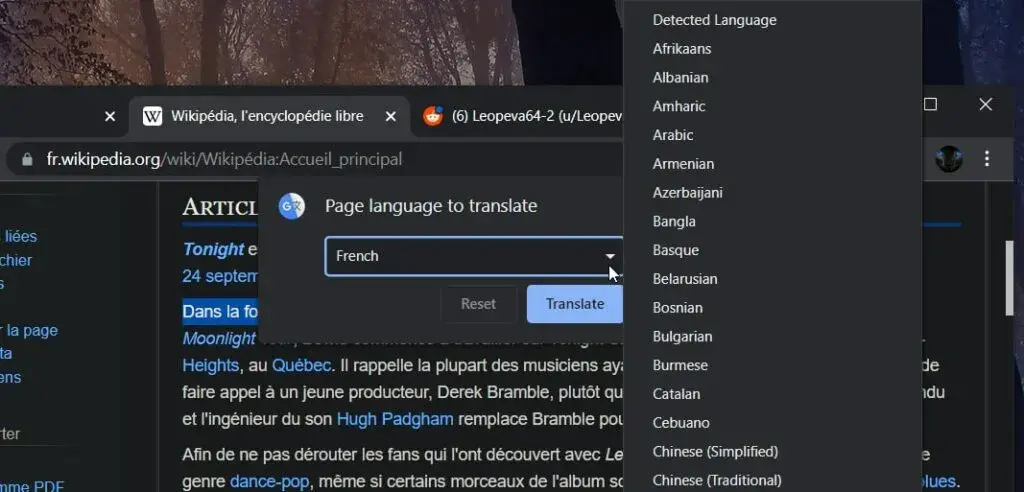 Wikipédia, l'encyclopédie libre
(6) Leopeva64-2 (u/Leopev
fr.wikipedia.org/wiki/Wikipédia:Accueil_principal
Page language to translate
French
Reset
Translate
Detected Language
Afrikaans
Albanian
Amharic
Arabic
Armenian
Azerbaijani
Bangla
Basque
Belarusian
Bosnian
Bulgarian
Burmese
Catalan
Cebuano
Chinese (Simplified)
Chinese (Traditional)
liées
chier
s
r la page
ta
ens
rter
mme PDF
ARTICL
Tonight e
24 septem
Dans la fo
Moonlight
Heights, au Québec. Il rappelle la plupart des musiciens aya de
faire appel à un jeune producteur, Derek Bramble, plutôt qu ndu
et l'ingénieur du son Hugh Padgham remplace Bramble pou
Afin de ne pas dérouter les fans qui l'ont découvert avec Le e
genre dance-pop, même si certains morceaux de l'album so lues.